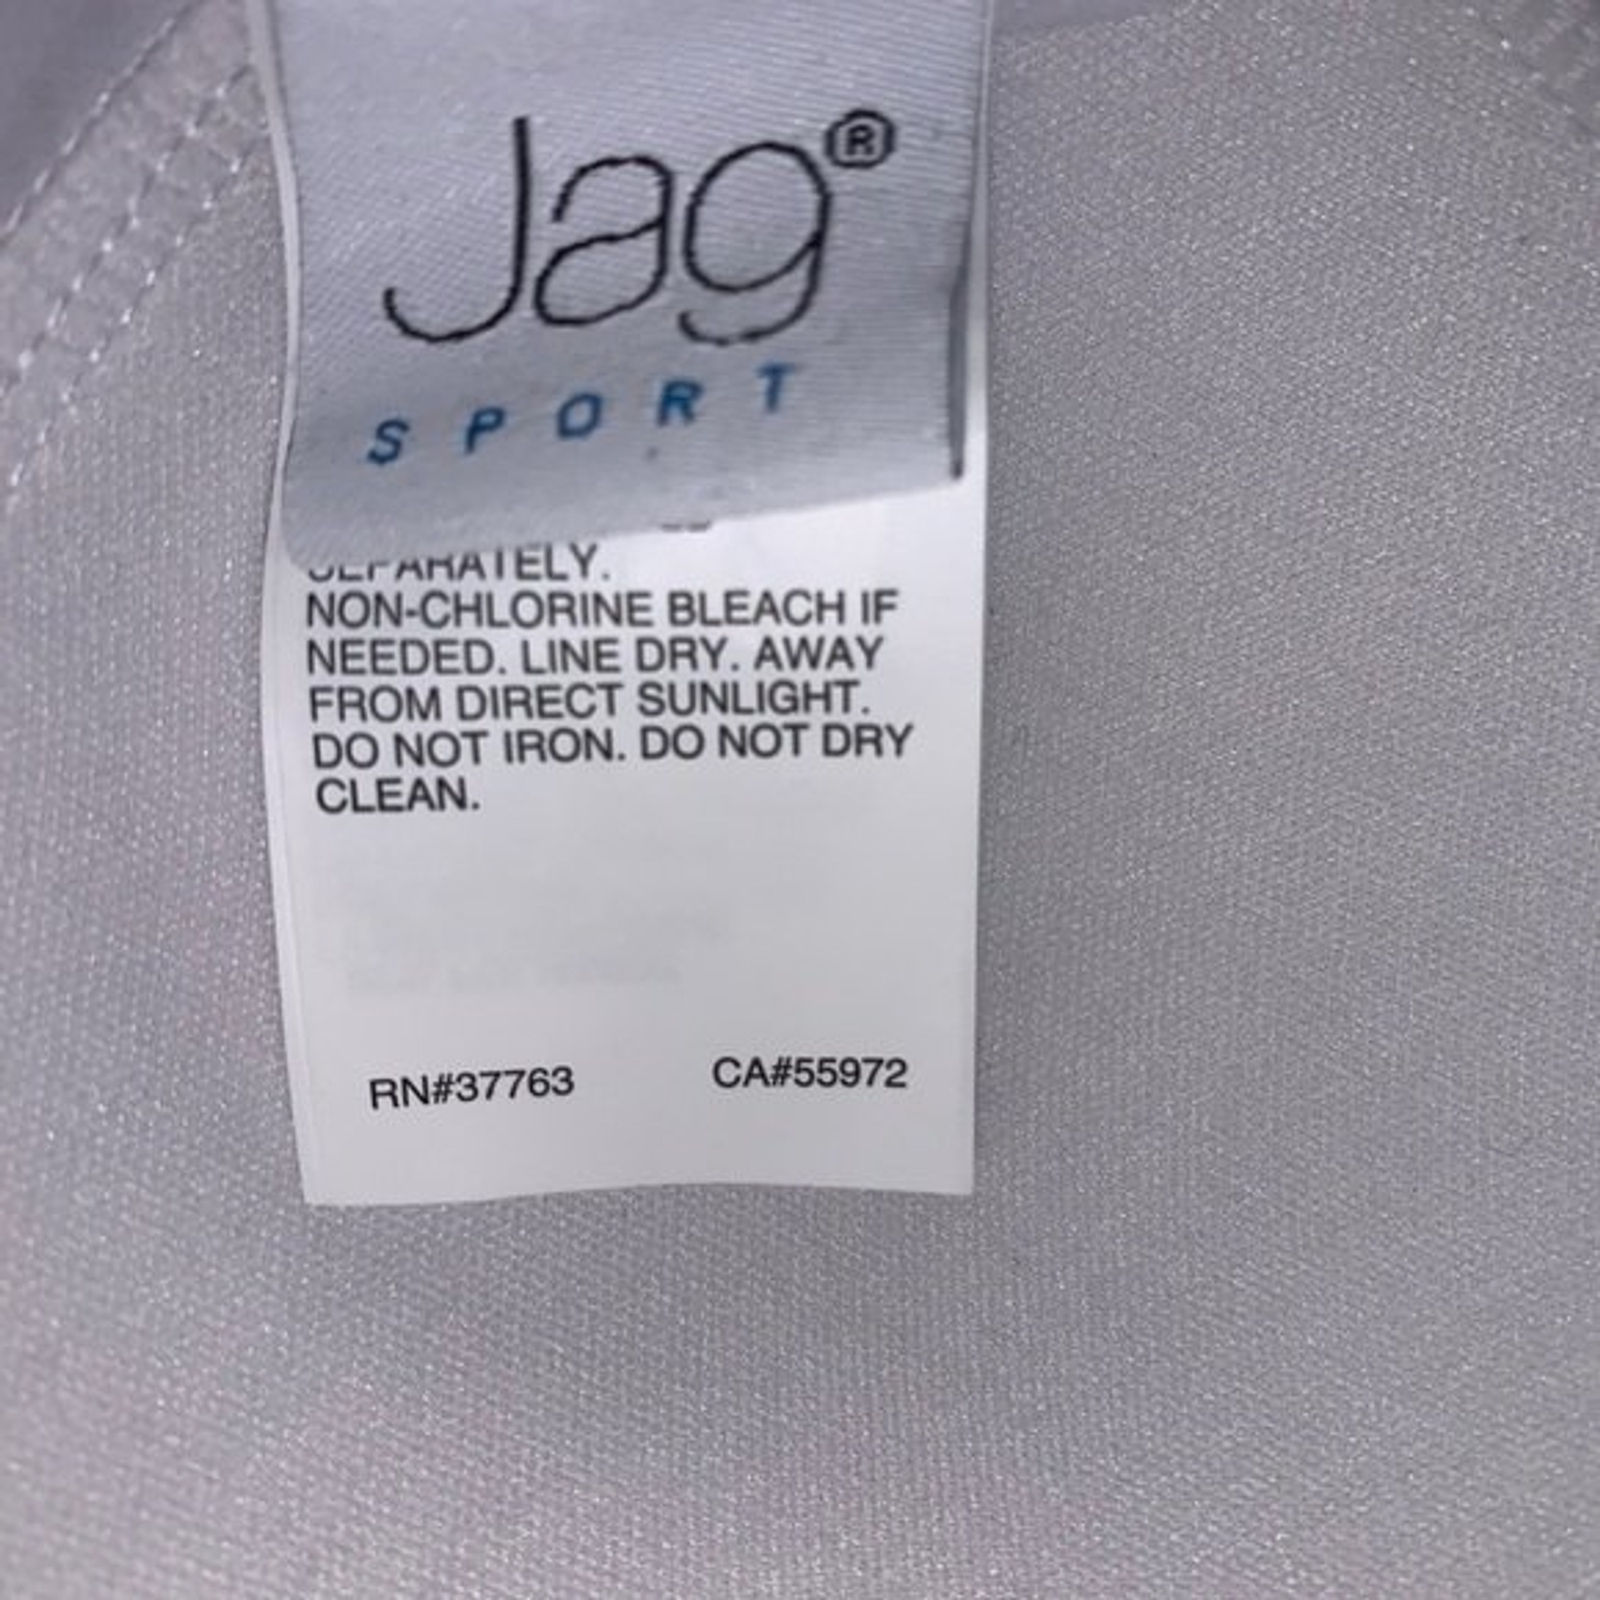 Jag®
SPORT
SEPARATELY.
NON-CHLORINE BLEACH IF
NEEDED. LINE DRY. AWAY
FROM DIRECT SUNLIGHT.
DO NOT IRON. DO NOT DRY
CLEAN.
RN#37763 CA#55972